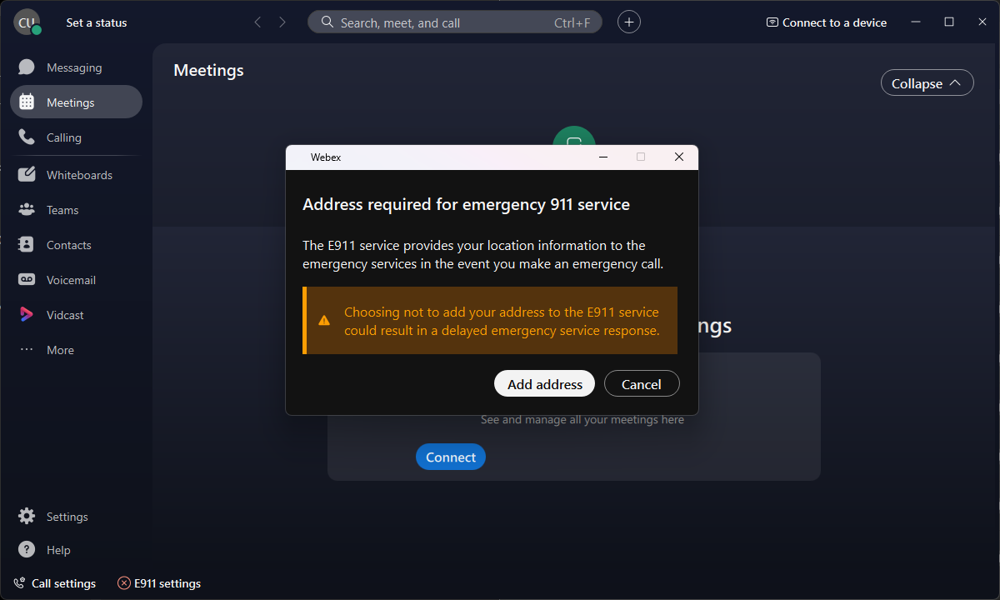 CU
Set a status
Search, meet, and call
Ctrl+F
Connect to a device
Messaging
Meetings
Calling
Whiteboards
Teams
Contacts
Voicemail
Vidcast
More
Settings
Help
Call settings
E911 settings
Meetings
Collapse
Webex
Address required for emergency 911 service
The E911 service provides your location information to the
emergency services in the event you make an emergency call.
Choosing not to add your address to the E911 service
could result in a delayed emergency service response.
Add address
Cancel
ngs
See and manage all your meetings here
Connect